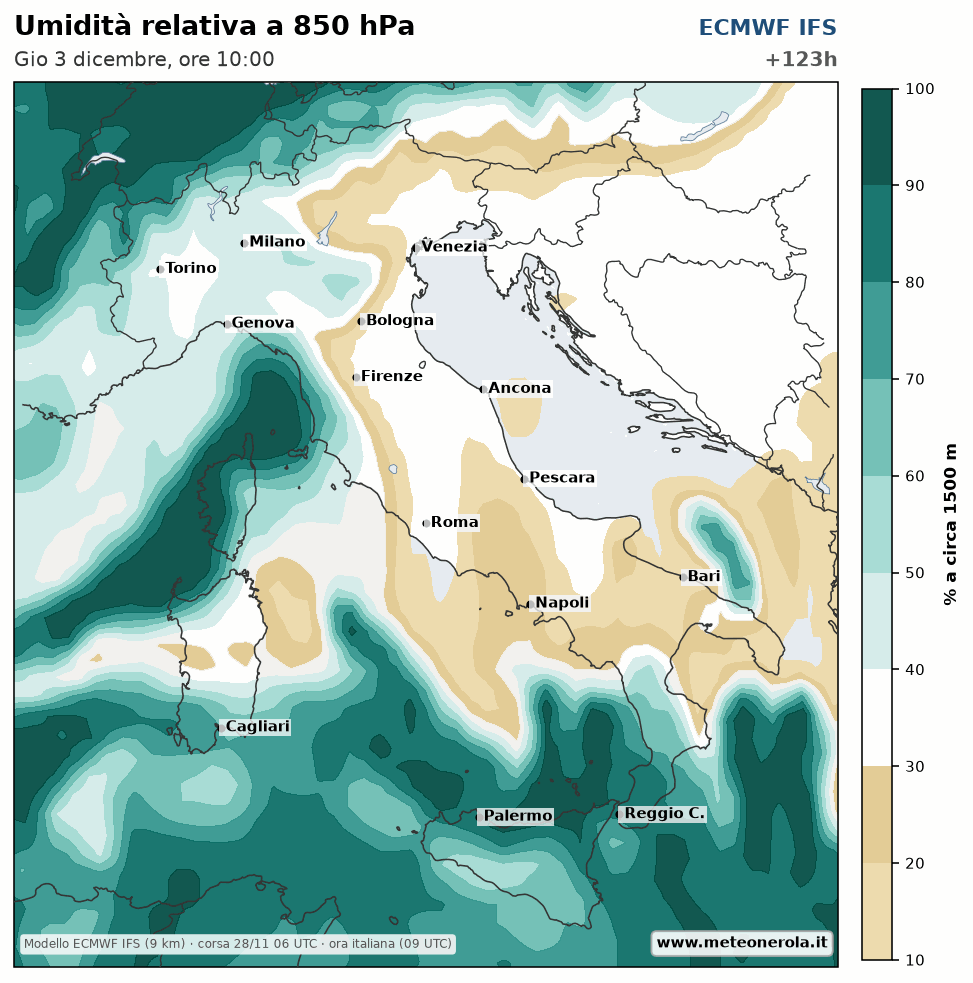 Umidità relativa a 850 hPa
ECMWF IFS
Gio 3 dicembre, ore 10:00
+123h
Milano
Venezia
Torino
Genova
Bologna
Firenze
Ancona
Pescara
Roma
Bari
Napoli
Cagliari
Palermo
Reggio C.
100
90
80
70
60
50
40
30
20
10
% a circa 1500 m
Modello ECMWF IFS (9 km) · corsa 28/11 06 UTC · ora italiana (09 UTC)
www.meteonerola.it